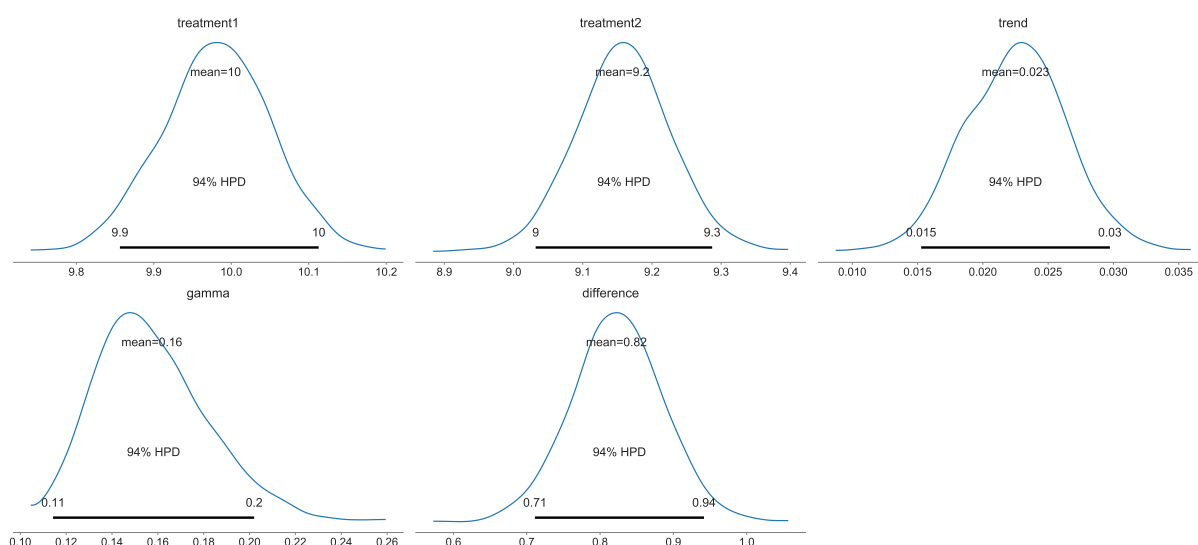 treatment1
mean=10
94% HPD
9.9 10
9.8 9.9 10.0 10.1 10.2
treatment2
mean=9.2
94% HPD
9 9.3
8.9 9.0 9.1 9.2 9.3 9.4
trend
mean=0.023
94% HPD
0.015 0.03
0.010 0.015 0.020 0.025 0.030 0.035
gamma
mean=0.16
94% HPD
0.11 0.2
0.10 0.12 0.14 0.16 0.18 0.20 0.22 0.24 0.26
difference
mean=0.82
94% HPD
0.71 0.94
0.6 0.7 0.8 0.9 1.0